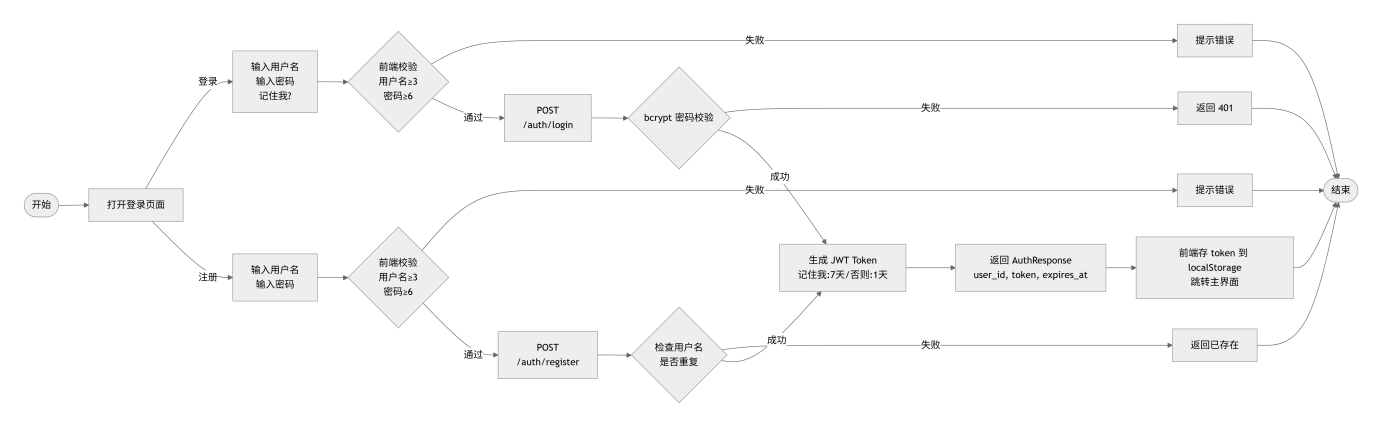 开始
打开登录页面
登录
输入用户名
输入密码
记住我?
前端校验
用户名≥3
密码≥6
失败
提示错误
通过
POST
/auth/login
bcrypt 密码校验
失败
返回 401
成功
注册
输入用户名
输入密码
前端校验
用户名≥3
密码≥6
失败
提示错误
通过
POST
/auth/register
检查用户名
是否重复
成功
失败
返回已存在
生成 JWT Token
记住我:7天/否则:1天
返回 AuthResponse
user_id, token, expires_at
前端存 token 到
localStorage
跳转主界面
结束